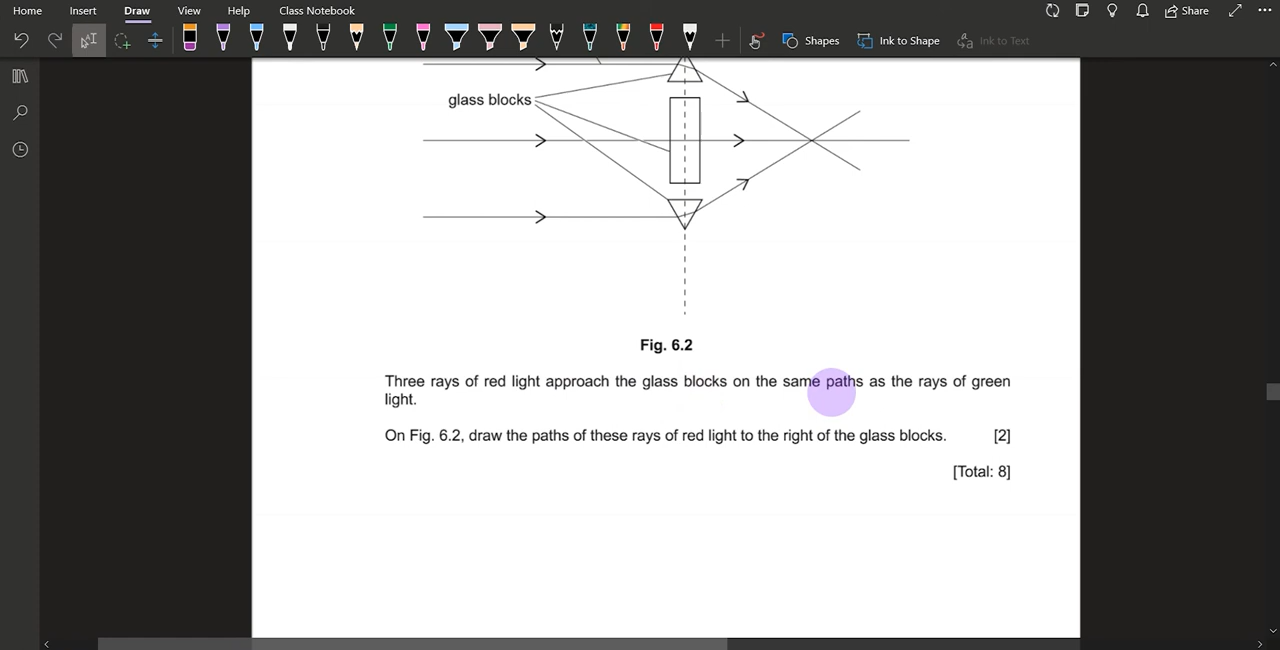 Home Insert Draw View Help Class Notebook Share
Shapes Ink to Shape Ink to Text
glass blocks
Fig. 6.2
Three rays of red light approach the glass blocks on the same paths as the rays of green
light.
On Fig. 6.2, draw the paths of these rays of red light to the right of the glass blocks. [2]
[Total: 8]